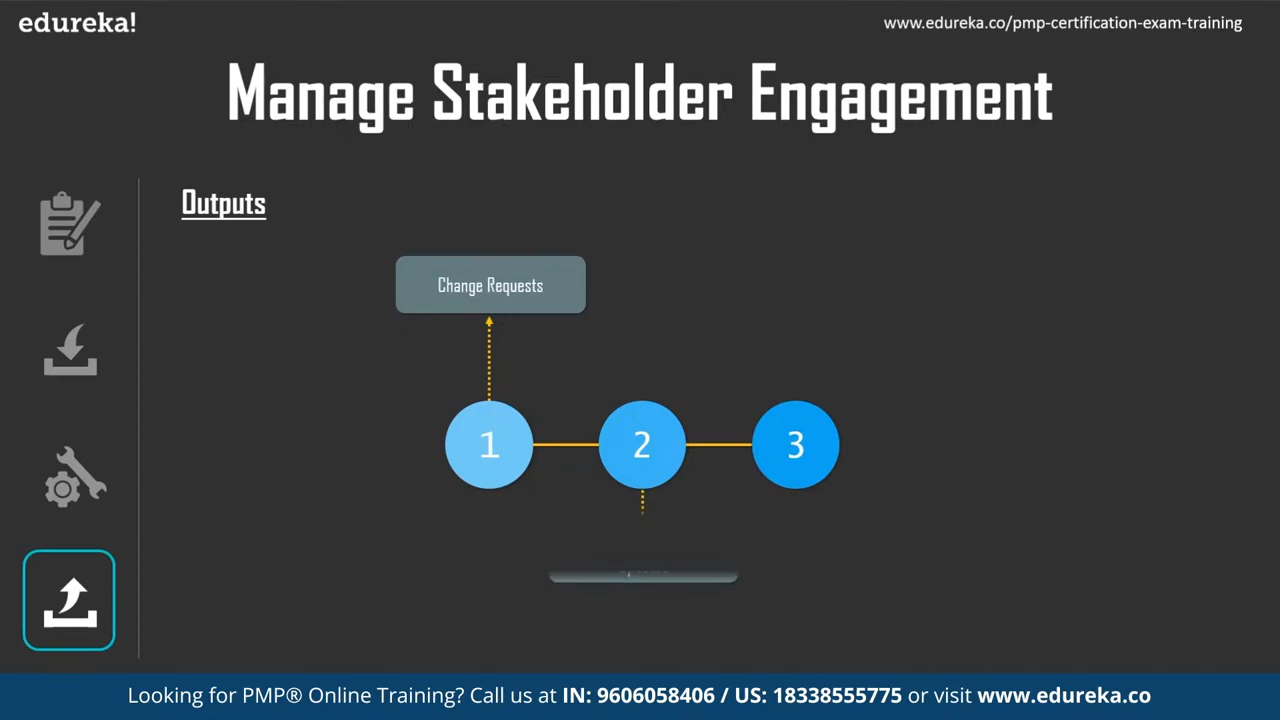 edureka!
www.edureka.co/pmp-certification-exam-training
Manage Stakeholder Engagement
Outputs
Change Requests
1
2
3
Looking for PMP® Online Training? Call us at IN: 9606058406 / US: 18338555775 or visit www.edureka.co